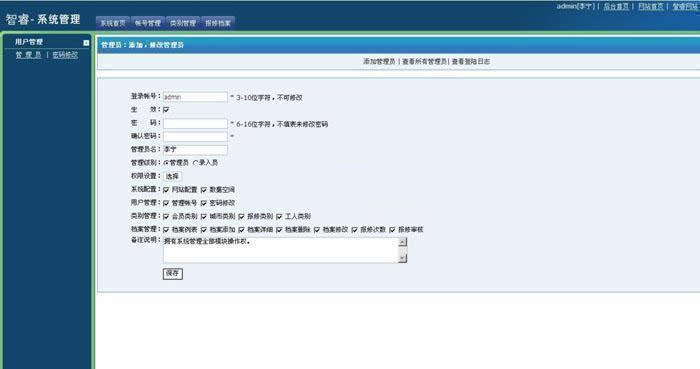 admin[李宁] | 后台首页 | 网站首页 | 智睿网站
智睿- 系统管理
系统首页 帐号管理 类别管理 报修档案
用户管理
管 理 员 | 密码修改
管理员：添加，修改管理员
添加管理员 | 查看所有管理员 | 查看登陆日志
登录帐号： admin * 3-10位字符，不可修改
生 效：
密 码： * 6-16位字符，不填表未修改密码
确认密码： *
管理员名： 李宁
管理级别： 管理员 录入员
权限设置： 选择
系统配置： 网站配置 数据空间
用户管理： 管理帐号 密码修改
类别管理： 会员类别 城市类别 报修类别 工人类别
档案管理： 档案列表 档案添加 档案详细 档案删除 档案修改 报修次数 报修审核
备注说明： 拥有系统管理全部模块操作权。
保存